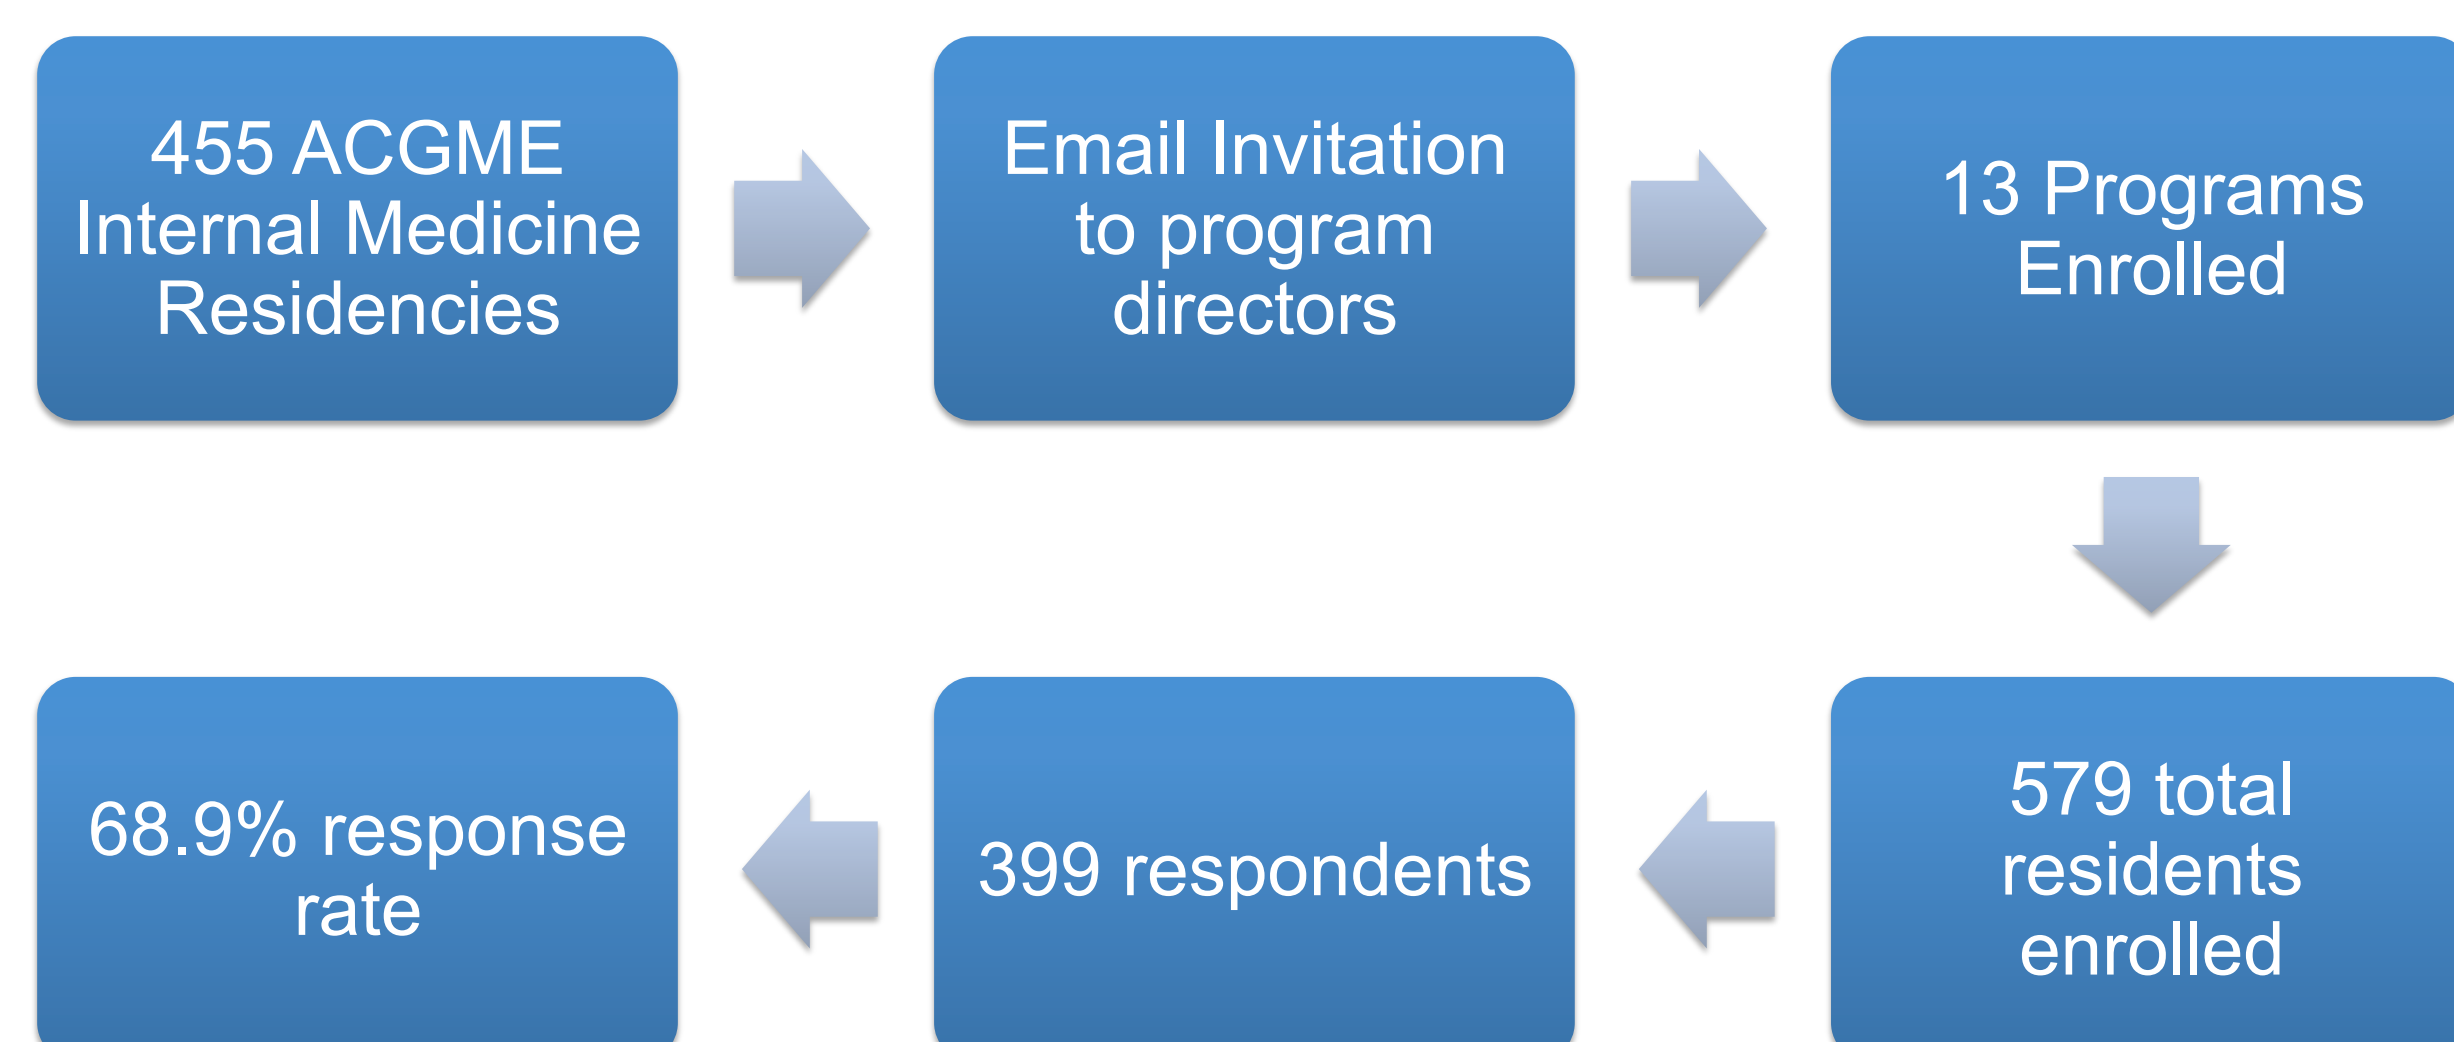 455 ACGME
Internal Medicine
Residencies
Email Invitation
to program
directors
13 Programs
Enrolled
579 total
residents
enrolled
399 respondents
68.9% response
rate